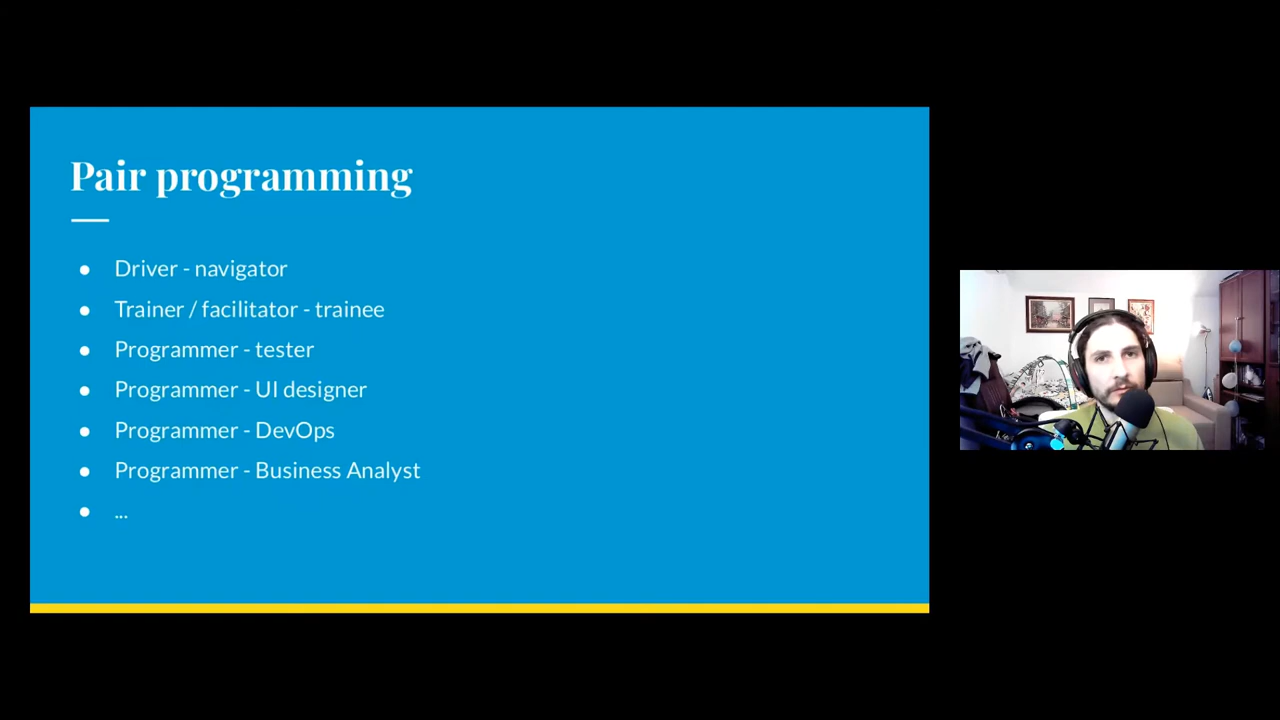 Pair programming
● Driver - navigator
● Trainer / facilitator - trainee
● Programmer - tester
● Programmer - UI designer
● Programmer - DevOps
● Programmer - Business Analyst
● ...